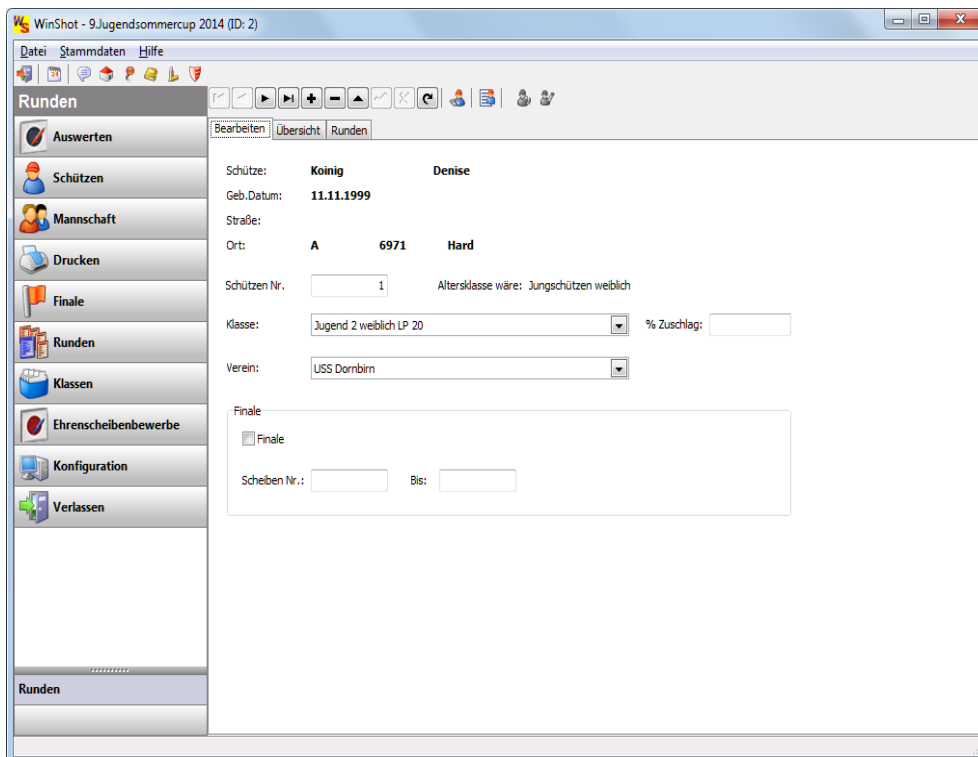 WinShot - 9.Jugendsommercup 2014 (ID: 2)
Datei Stammdaten Hilfe
Runden
Auswerten
Schützen
Mannschaft
Drucken
Finale
Runden
Klassen
Ehrenscheibenbewerbe
Konfiguration
Verlassen
Runden
Bearbeiten Übersicht Runden
Schütze: Koinig Denise
Geb.Datum: 11.11.1999
Straße:
Ort: A 6971 Hard
Schützen Nr. 1 Altersklasse wäre: Jungschützen weiblich
Klasse: Jugend 2 weiblich LP 20 % Zuschlag:
Verein: USS Dornbirn
Finale
Finale
Scheiben Nr.: Bis: